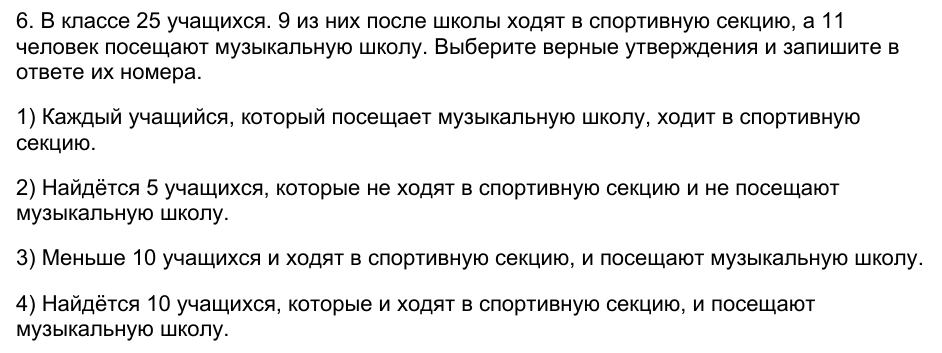 6. В классе 25 учащихся. 9 из них после школы ходят в спортивную секцию, а 11
человек посещают музыкальную школу. Выберите верные утверждения и запишите в
ответе их номера.
1) Каждый учащийся, который посещает музыкальную школу, ходит в спортивную
секцию.
2) Найдётся 5 учащихся, которые не ходят в спортивную секцию и не посещают
музыкальную школу.
3) Меньше 10 учащихся и ходят в спортивную секцию, и посещают музыкальную школу.
4) Найдётся 10 учащихся, которые и ходят в спортивную секцию, и посещают
музыкальную школу.